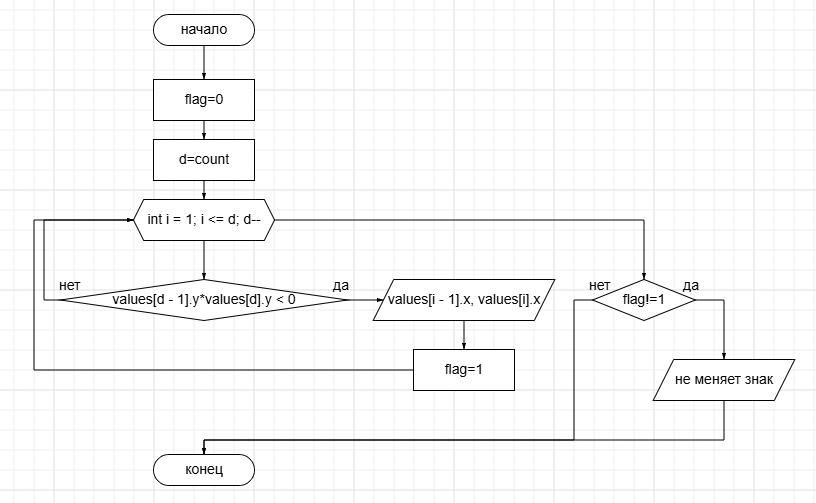 начало
flag=0
d=count
int i = 1; i <= d; d--
нет
values[d - 1].y*values[d].y < 0
да
values[i - 1].x, values[i].x
flag=1
нет
flag!=1
да
не меняет знак
конец